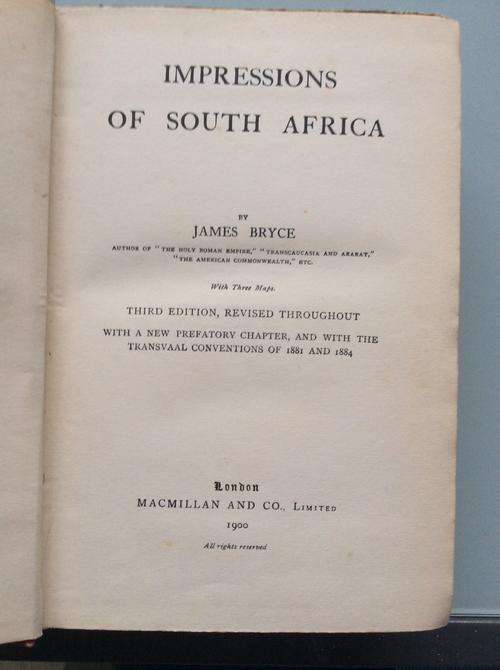 IMPRESSIONS
OF SOUTH AFRICA
BY
JAMES BRYCE
AUTHOR OF "THE HOLY ROMAN EMPIRE," "TRANSCAUCASIA AND ARARAT,"
"THE AMERICAN COMMONWEALTH," ETC.
With Three Maps.
THIRD EDITION, REVISED THROUGHOUT
WITH A NEW PREFATORY CHAPTER, AND WITH THE
TRANSVAAL CONVENTIONS OF 1881 AND 1884
London
MACMILLAN AND CO., LIMITED
1900
All rights reserved